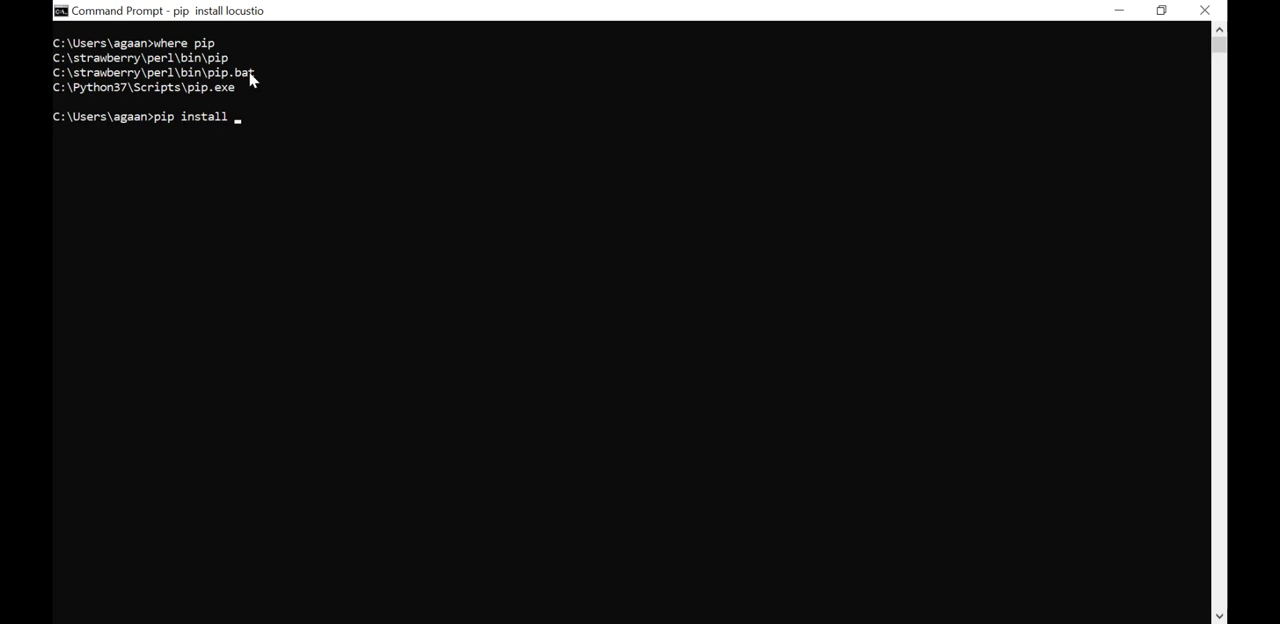 Command Prompt - pip  install locustio
C:\Users\agaan>where pip
C:\strawberry\perl\bin\pip
C:\strawberry\perl\bin\pip.bat
C:\Python37\Scripts\pip.exe
C:\Users\agaan>pip install